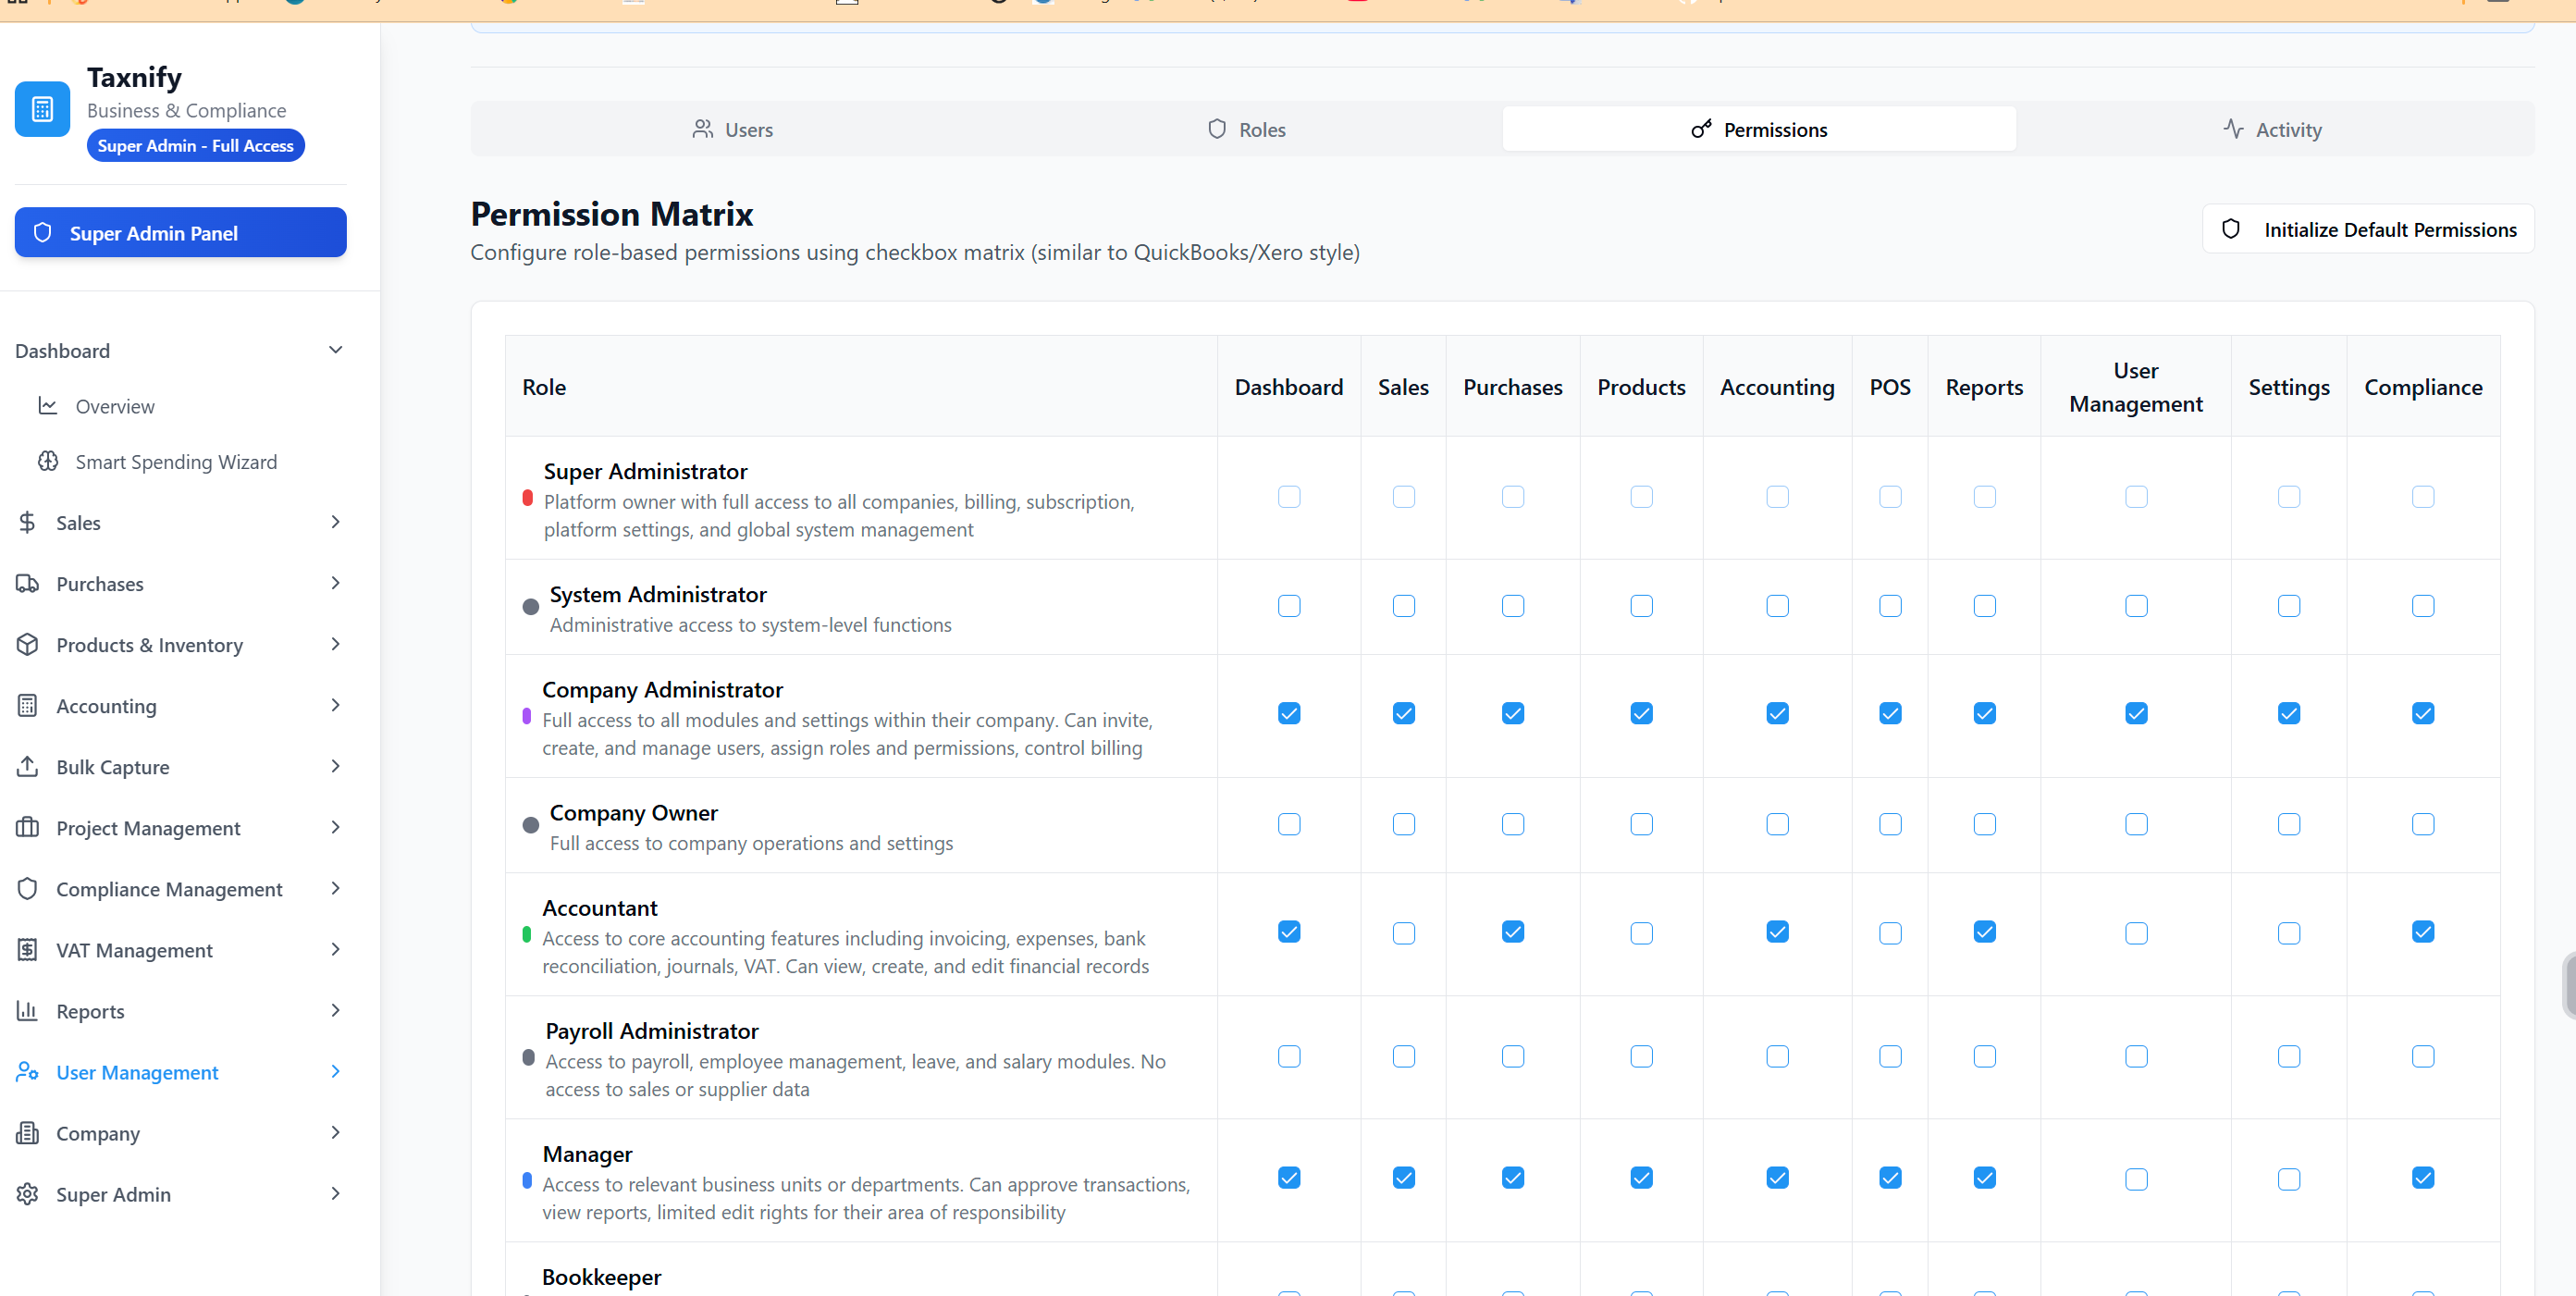 Taxnify
Business & Compliance
Super Admin - Full Access
Super Admin Panel
Dashboard
Overview
Smart Spending Wizard
Sales
Purchases
Products & Inventory
Accounting
Bulk Capture
Project Management
Compliance Management
VAT Management
Reports
User Management
Company
Super Admin
Users
Roles
Permissions
Activity
Permission Matrix
Configure role-based permissions using checkbox matrix (similar to QuickBooks/Xero style)
Initialize Default Permissions
Role
Dashboard
Sales
Purchases
Products
Accounting
POS
Reports
User
Management
Settings
Compliance
Super Administrator
Platform owner with full access to all companies, billing, subscription,
platform settings, and global system management
System Administrator
Administrative access to system-level functions
Company Administrator
Full access to all modules and settings within their company. Can invite,
create, and manage users, assign roles and permissions, control billing
Company Owner
Full access to company operations and settings
Accountant
Access to core accounting features including invoicing, expenses, bank
reconciliation, journals, VAT. Can view, create, and edit financial records
Payroll Administrator
Access to payroll, employee management, leave, and salary modules. No
access to sales or supplier data
Manager
Access to relevant business units or departments. Can approve transactions,
view reports, limited edit rights for their area of responsibility
Bookkeeper